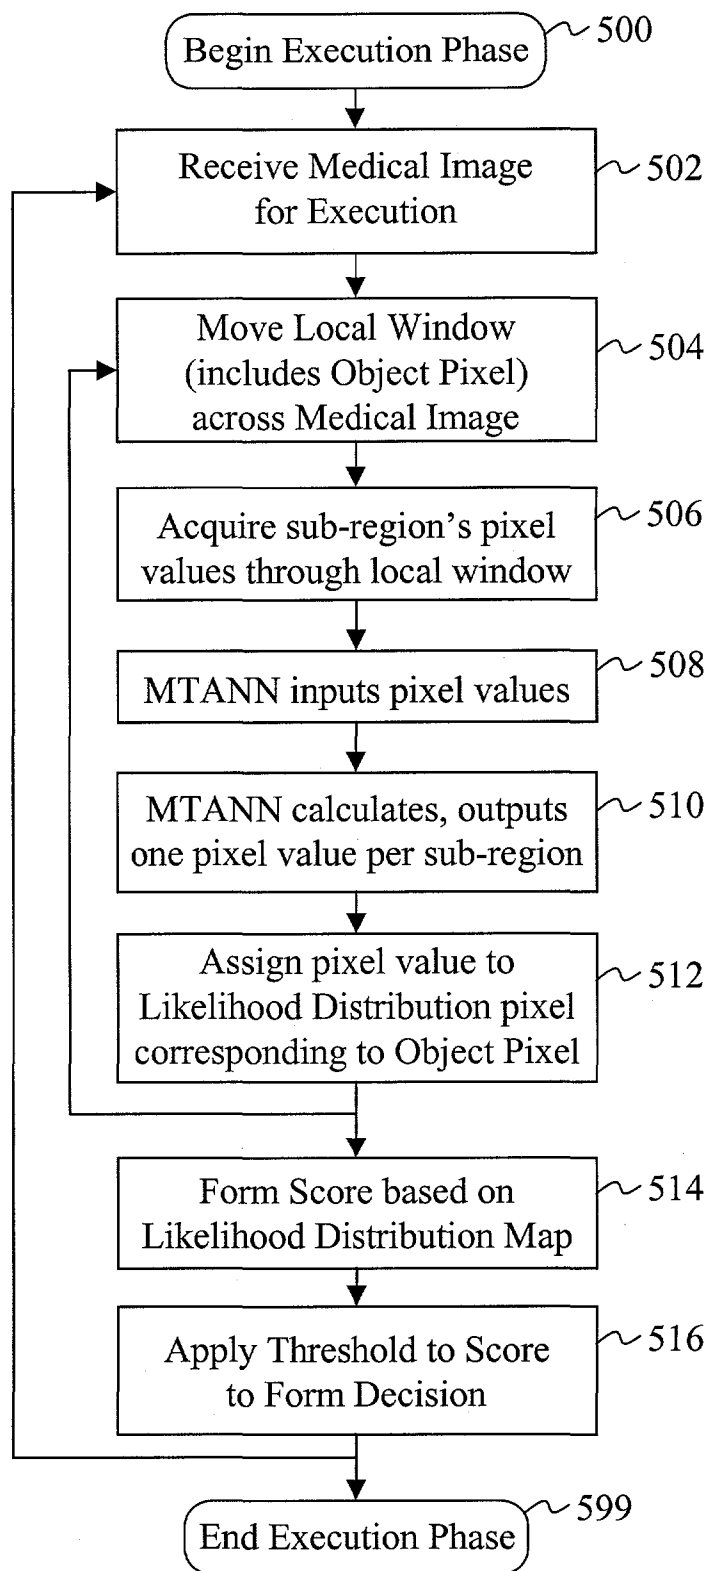 Begin Execution Phase
500
Receive Medical Image
for Execution
502
Move Local Window
(includes Object Pixel)
across Medical Image
504
Acquire sub-region's pixel
values through local window
506
MTANN inputs pixel values
508
MTANN calculates, outputs
one pixel value per sub-region
510
Assign pixel value to
Likelihood Distribution pixel
corresponding to Object Pixel
512
Form Score based on
Likelihood Distribution Map
514
Apply Threshold to Score
to Form Decision
516
End Execution Phase
599